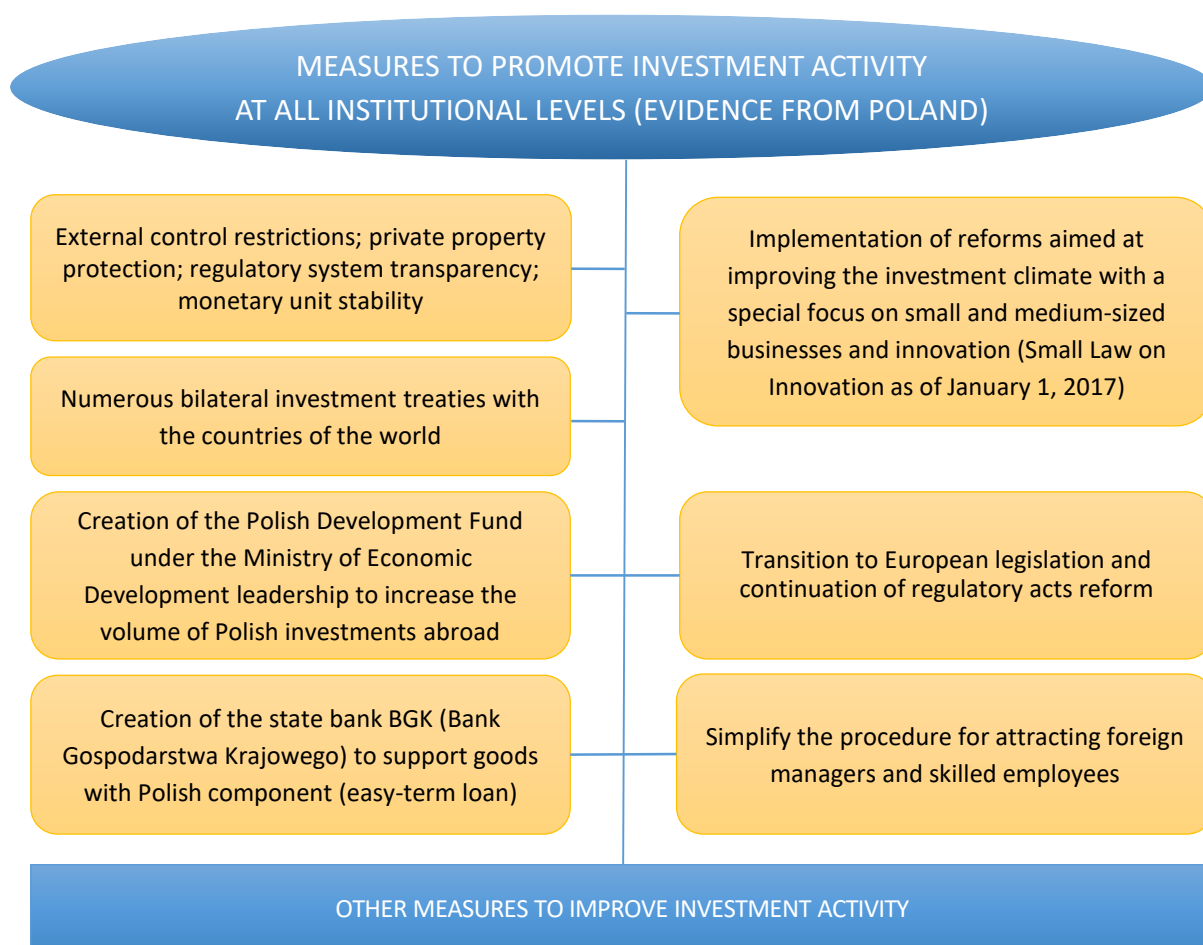 MEASURES TO PROMOTE INVESTMENT ACTIVITY
AT ALL INSTITUTIONAL LEVELS (EVIDENCE FROM POLAND)
External control restrictions; private property
protection; regulatory system transparency;
monetary unit stability
Implementation of reforms aimed at
improving the investment climate with a
special focus on small and medium-sized
businesses and innovation (Small Law on
Innovation as of January 1, 2017)
Numerous bilateral investment treaties with
the countries of the world
Creation of the Polish Development Fund
under the Ministry of Economic
Development leadership to increase the
volume of Polish investments abroad
Transition to European legislation and
continuation of regulatory acts reform
Creation of the state bank BGK (Bank
Gospodarstwa Krajowego) to support goods
with Polish component (easy-term loan)
Simplify the procedure for attracting foreign
managers and skilled employees
OTHER MEASURES TO IMPROVE INVESTMENT ACTIVITY